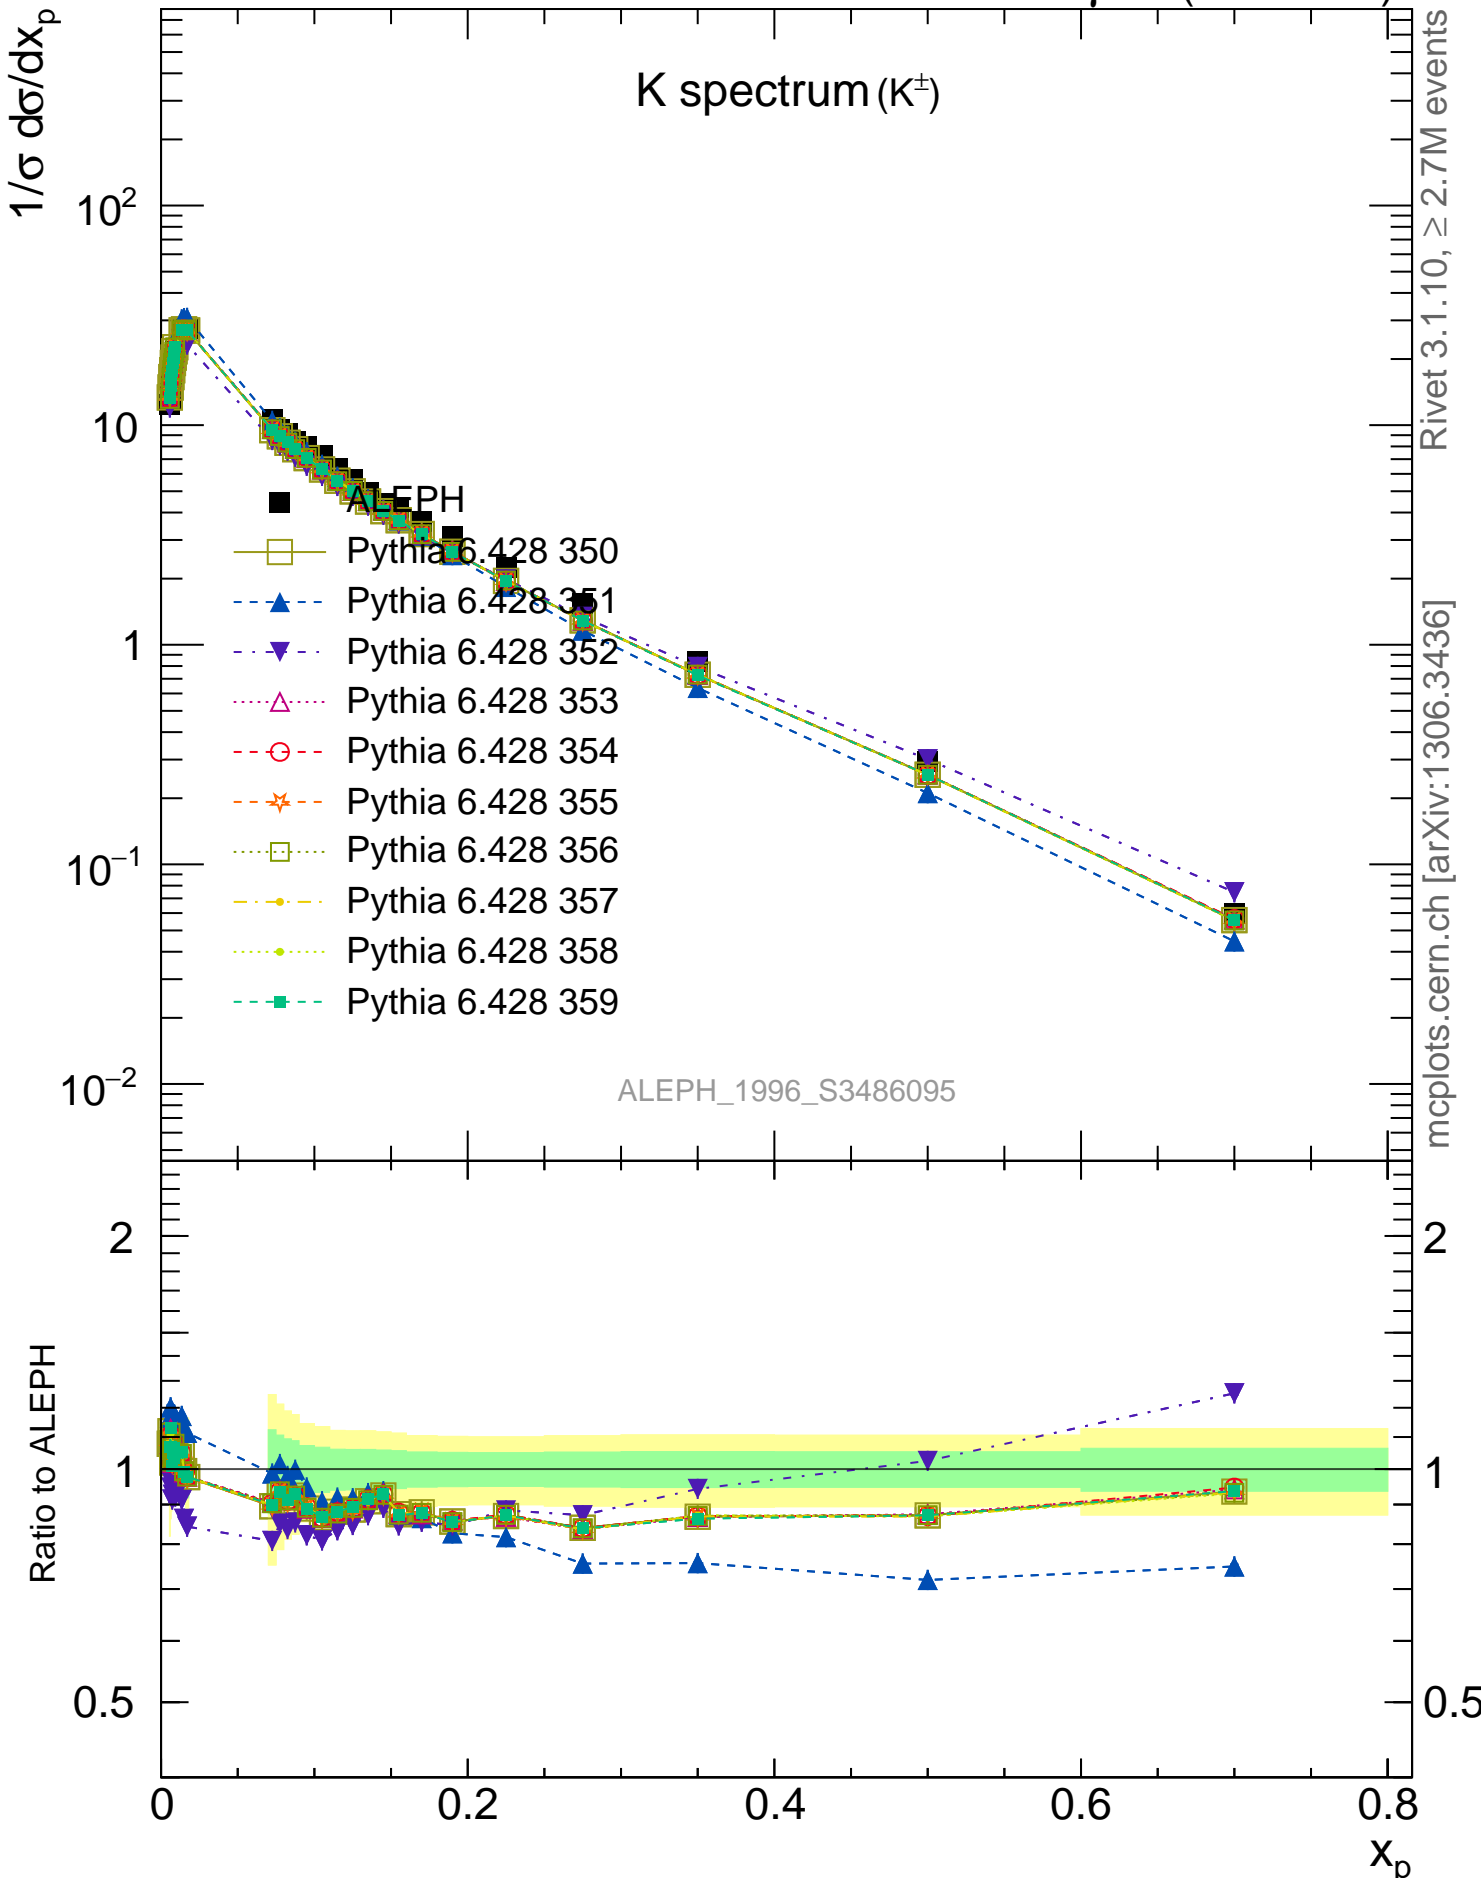 K spectrum (K±)
1/σ dσ/dxp
10²
10
1
10⁻¹
10⁻²
ALEPH
Pythia 6.428 350
Pythia 6.428 351
Pythia 6.428 352
Pythia 6.428 353
Pythia 6.428 354
Pythia 6.428 355
Pythia 6.428 356
Pythia 6.428 357
Pythia 6.428 358
Pythia 6.428 359
ALEPH_1996_S3486095
Rivet 3.1.10, ≥ 2.7M events
mcplots.cern.ch [arXiv:1306.3436]
Ratio to ALEPH
2
1
0.5
2
1
0.5
0 0.2 0.4 0.6 0.8
xp